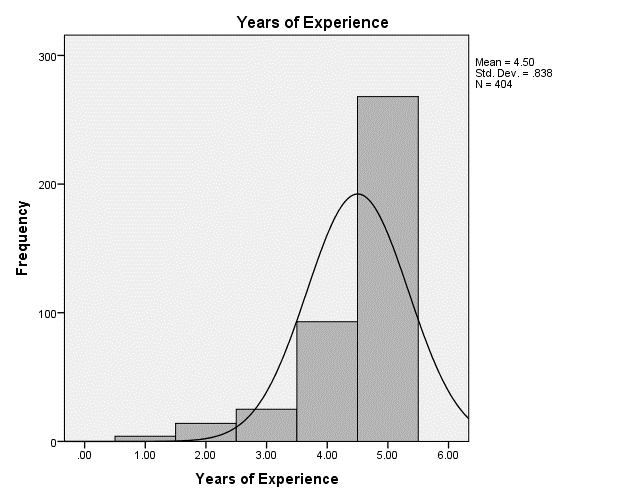 Years of Experience
Mean = 4.50
Std. Dev. = .838
N = 404
Frequency
300
200
100
0
.00 1.00 2.00 3.00 4.00 5.00 6.00
Years of Experience